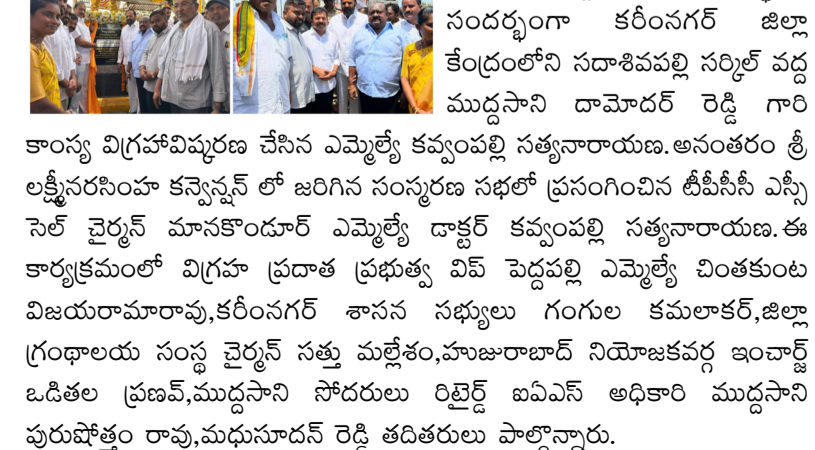 సందర్భంగా కరీంనగర్ జిల్లా
కేంద్రంలోని సదాశివపల్లి సర్కిల్ వద్ద
ముద్దసాని దామోదర్ రెడ్డి గారి
కాంస్య విగ్రహావిష్కరణ చేసిన ఎమ్మెల్యే కవ్వంపల్లి సత్యనారాయణ.అనంతరం శ్రీ
లక్ష్మీనరసింహ కన్వెన్షన్ లో జరిగిన సంస్మరణ సభలో ప్రసంగించిన టీపీసీసీ ఎస్సీ
సెల్ చైర్మన్ మానకొండూర్ ఎమ్మెల్యే డాక్టర్ కవ్వంపల్లి సత్యనారాయణ.ఈ
కార్యక్రమంలో విగ్రహ ప్రదాత ప్రభుత్వ విప్ పెద్దపల్లి ఎమ్మెల్యే చింతకుంట
విజయరామారావు,కరీంనగర్ శాసన సభ్యులు గంగుల కమలాకర్,జిల్లా
గ్రంథాలయ సంస్థ చైర్మన్ సత్తు మల్లేశం,హుజురాబాద్ నియోజకవర్గ ఇంచార్జ్
ఒడితల ప్రణవ్,ముద్దసాని సోదరులు రిటైర్డ్ ఐఏఎస్ అధికారి ముద్దసాని
పురుషోత్తం రావు,మధుసూదన్ రెడ్డి తదితరులు పాల్గొన్నారు.